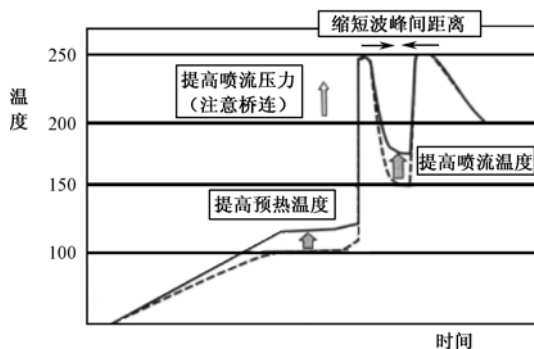 缩短波峰间距离
250
提高喷流压力
（注意桥连）
温
度
200
提高喷流温度
150
提高预热温度
100
时间